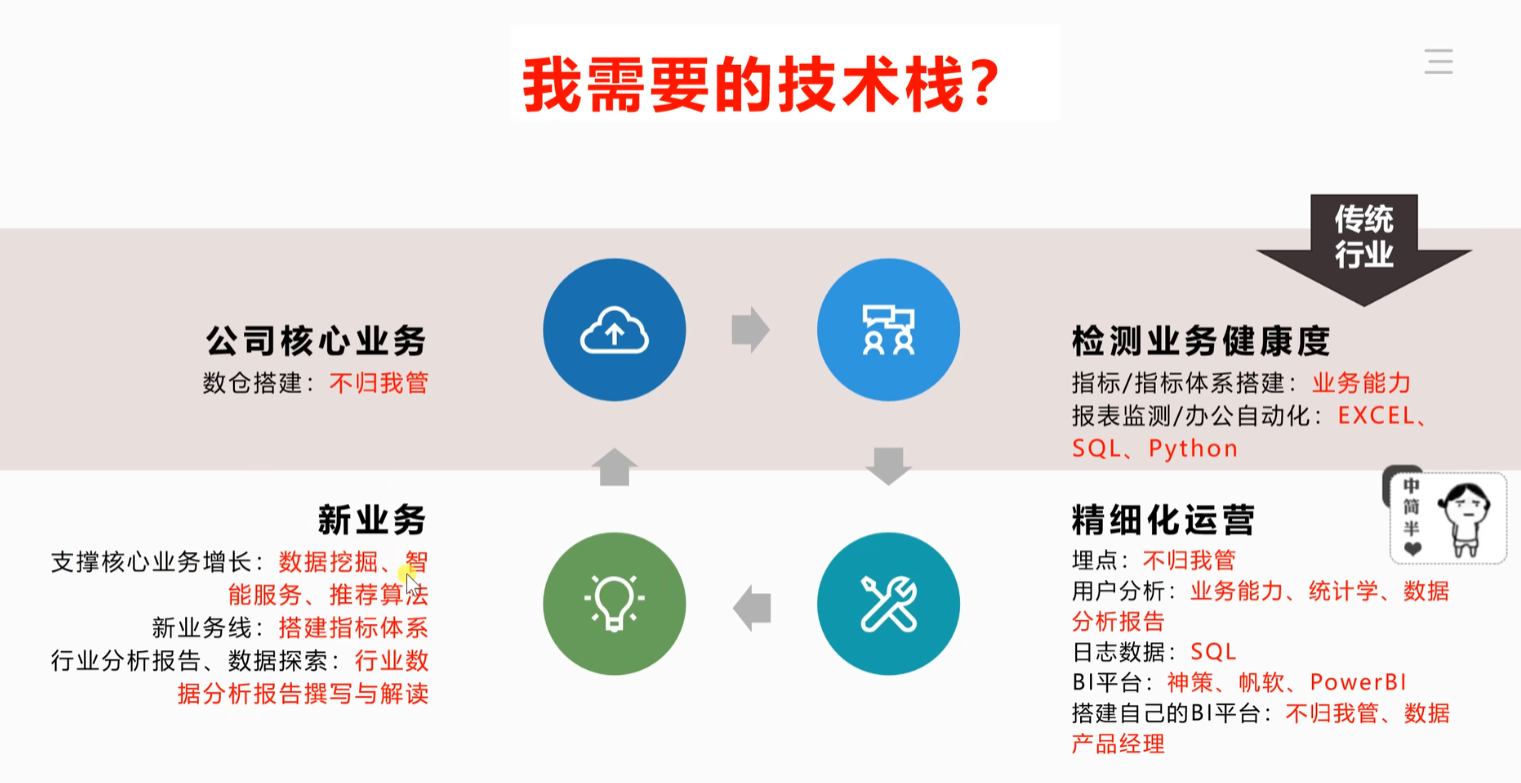 我需要的技术栈?
传统
行业
公司核心业务
数仓搭建：不归我管
检测业务健康度
指标/指标体系搭建：业务能力
报表监测/办公自动化：EXCEL、
SQL、Python
新业务
支撑核心业务增长：数据挖掘、智
能服务、推荐算法
新业务线：搭建指标体系
行业分析报告、数据探索：行业数
据分析报告撰写与解读
精细化运营
埋点：不归我管
用户分析：业务能力、统计学、数据
分析报告
日志数据：SQL
BI平台：神策、帆软、PowerBI
搭建自己的BI平台：不归我管、数据
产品经理
中
简
半